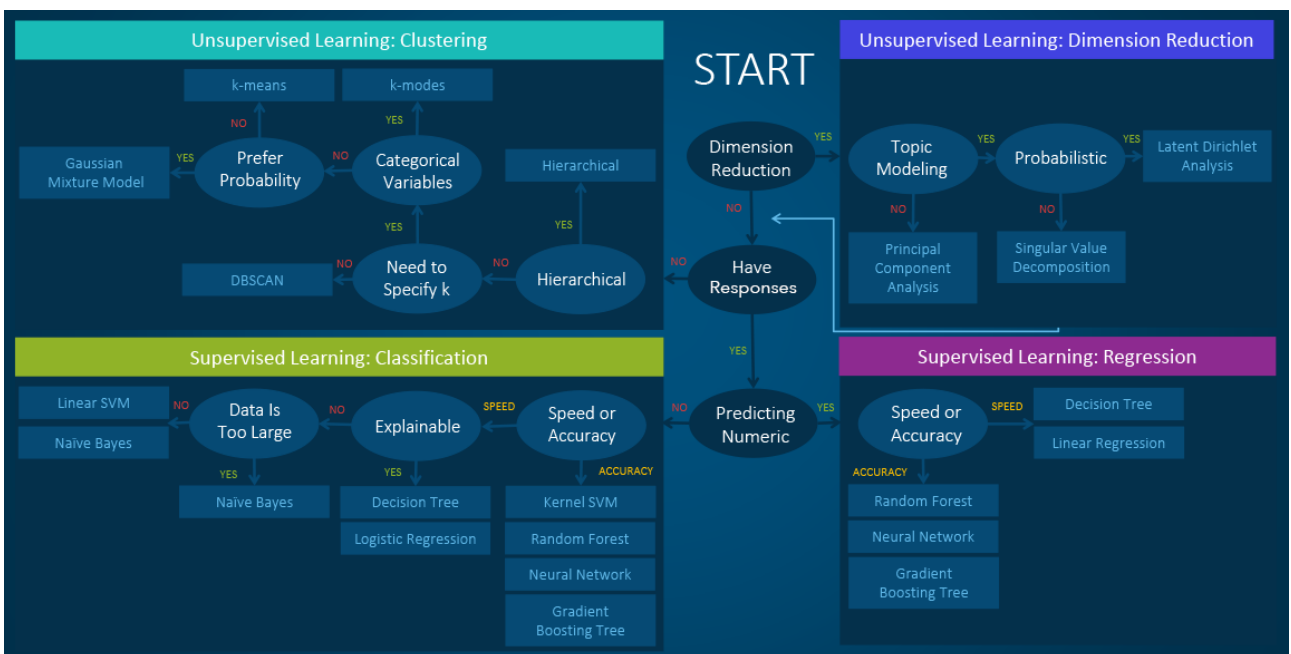 Unsupervised Learning: Clustering
START
Unsupervised Learning: Dimension Reduction
k-means
k-modes
NO
YES
Gaussian
Mixture Model
YES
Prefer
Probability
NO
Categorical
Variables
Hierarchical
YES
YES
DBSCAN
NO
Need to
Specify k
NO
Hierarchical
NO
Dimension
Reduction
YES
NO
Have
Responses
YES
Topic
Modeling
YES
Probabilistic
YES
Latent Dirichlet
Analysis
NO
NO
Principal
Component
Analysis
Singular Value
Decomposition
Supervised Learning: Classification
Linear SVM
Naïve Bayes
NO
Data Is
Too Large
NO
Explainable
SPEED
Speed or
Accuracy
NO
Predicting
Numeric
YES
YES
YES
ACCURACY
Naïve Bayes
Decision Tree
Logistic Regression
Kernel SVM
Random Forest
Neural Network
Gradient
Boosting Tree
Supervised Learning: Regression
Speed or
Accuracy
SPEED
Decision Tree
Linear Regression
ACCURACY
Random Forest
Neural Network
Gradient
Boosting Tree